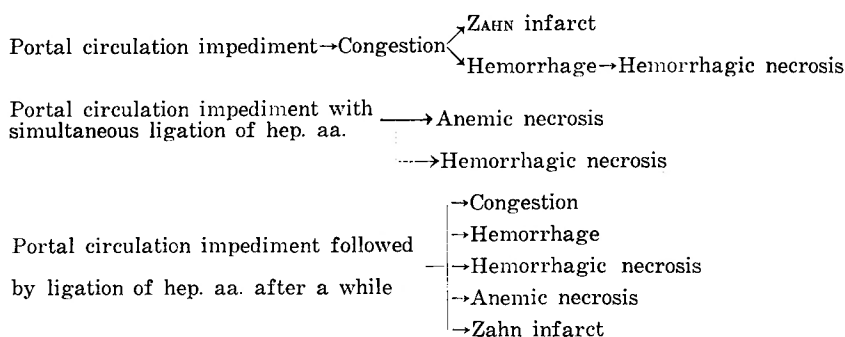 ZAHN infarct
Portal circulation impediment→Congestion
Hemorrhage→Hemorrhagic necrosis
Portal circulation impediment with
simultaneous ligation of hep. aa.
→Anemic necrosis
→Hemorrhagic necrosis
→Congestion
→Hemorrhage
Portal circulation impediment followed
→Hemorrhagic necrosis
by ligation of hep. aa. after a while
→Anemic necrosis
→Zahn infarct